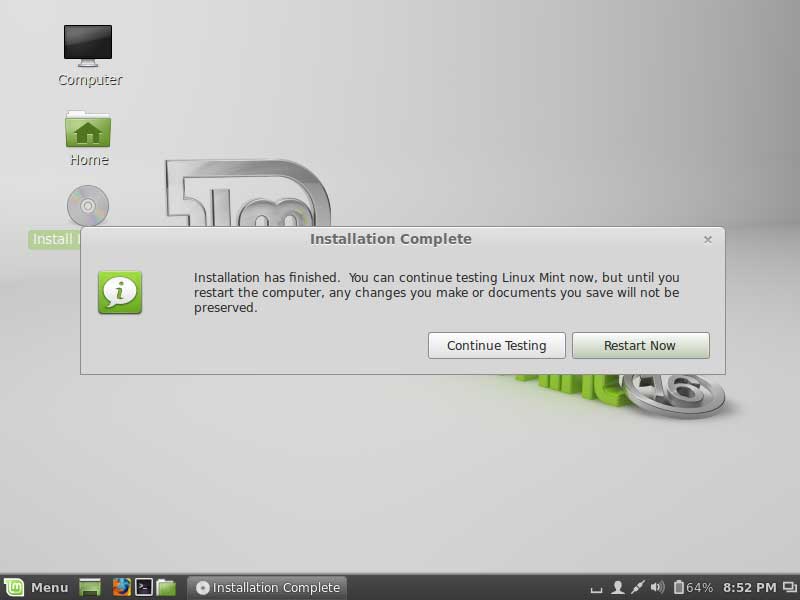 Computer
Home
Install
Installation Complete
Installation has finished.  You can continue testing Linux Mint now, but until you
restart the computer, any changes you make or documents you save will not be
preserved.
Continue Testing
Restart Now
Menu
Installation Complete
64%
8:52 PM